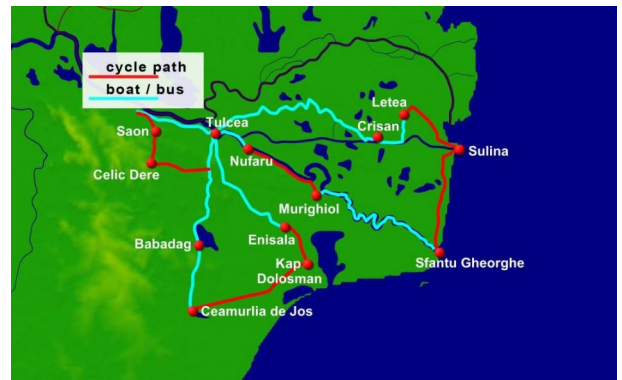 cycle path
boat / bus
Letea
Crisan
Tulcea
Saon
Sulina
Nufaru
Celic Dere
Murighiol
Enisala
Babadag
Sfantu Gheorghe
Kap
Dolosman
Ceamurlia de Jos